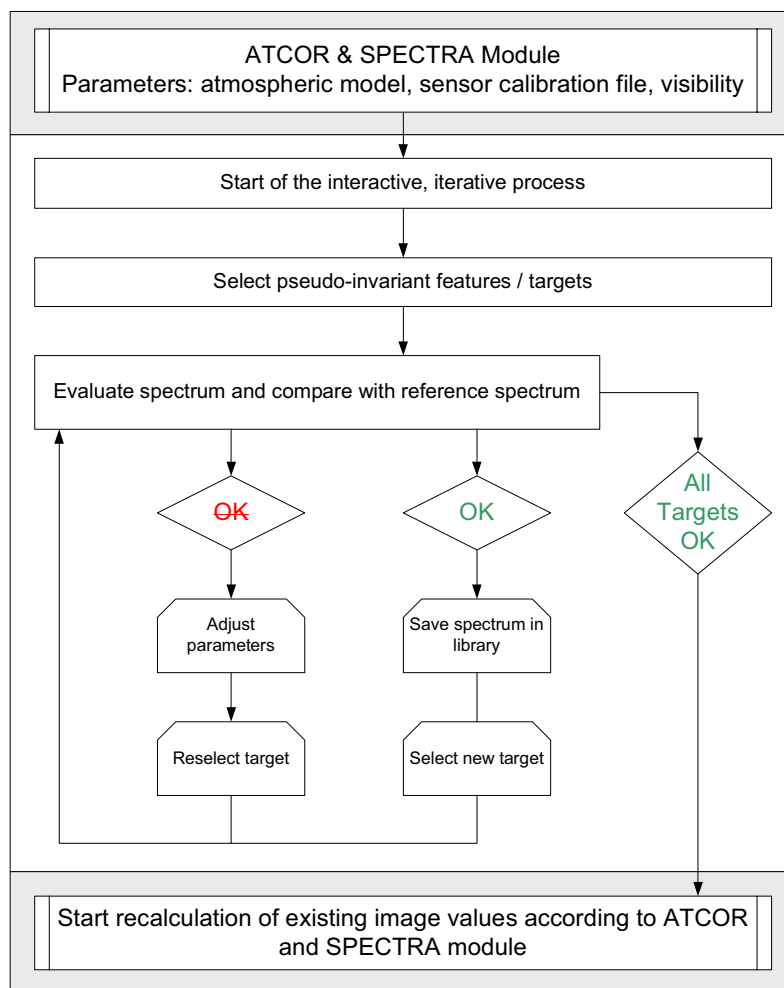 ATCOR & SPECTRA Module
Parameters: atmospheric model, sensor calibration file, visibility
Start of the interactive, iterative process
Select pseudo-invariant features / targets
Evaluate spectrum and compare with reference spectrum
OK
OK
All
Targets
OK
Adjust
parameters
Save spectrum in
library
Reselect target
Select new target
Start recalculation of existing image values according to ATCOR
and SPECTRA module